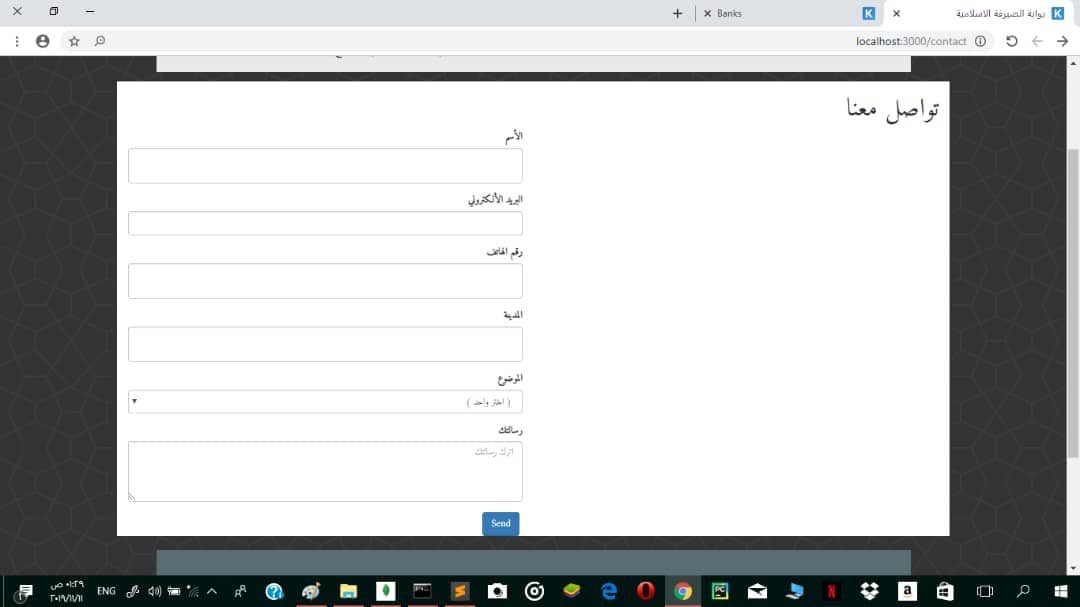 بوابة الصيرفة الاسلامية
Banks
localhost:3000/contact
تواصل معنا
الأسم
البريد الألكتروني
رقم الهاتف
المدينة
الموضوع
( اختر واحد )
رسالتك
اترك رسالتك
Send
ENG
٠١:٢٩ ص
٢٠١٩/١١/١١